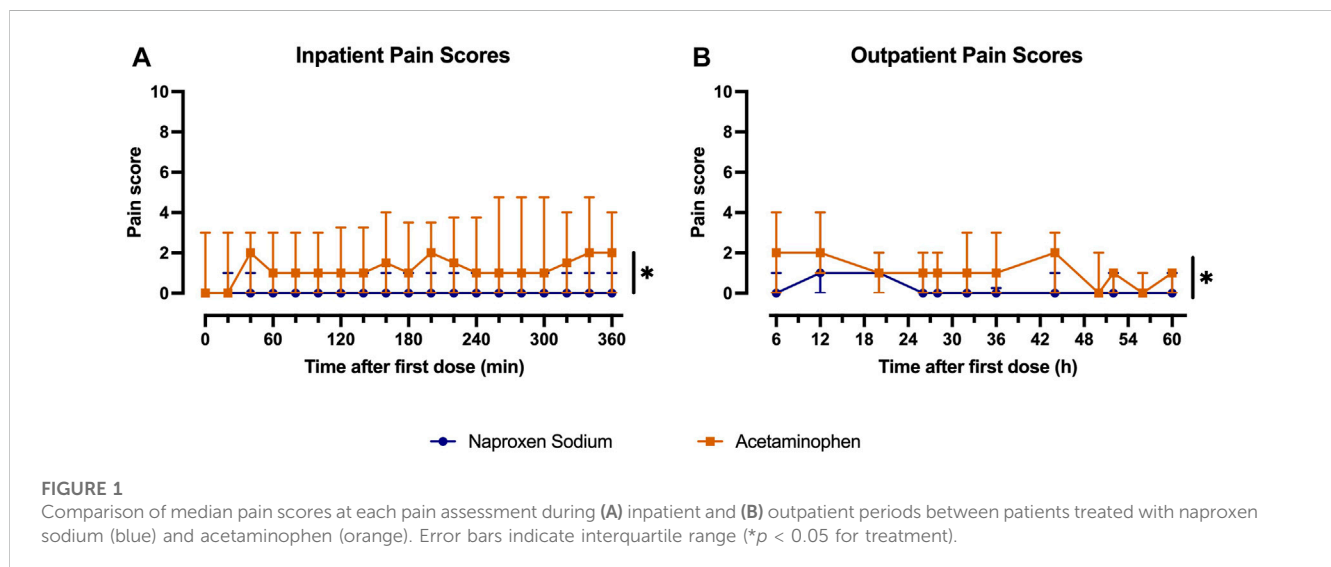 A Inpatient Pain Scores
10
8
6
4
2
0
Pain score
*
0 60 120 180 240 300 360
Time after first dose (min)
B Outpatient Pain Scores
10
8
6
4
2
0
Pain score
*
6 12 18 24 30 36 42 48 54 60
Time after first dose (h)
Naproxen Sodium Acetaminophen
FIGURE 1
Comparison of median pain scores at each pain assessment during (A) inpatient and (B) outpatient periods between patients treated with naproxen
sodium (blue) and acetaminophen (orange). Error bars indicate interquartile range (*p < 0.05 for treatment).